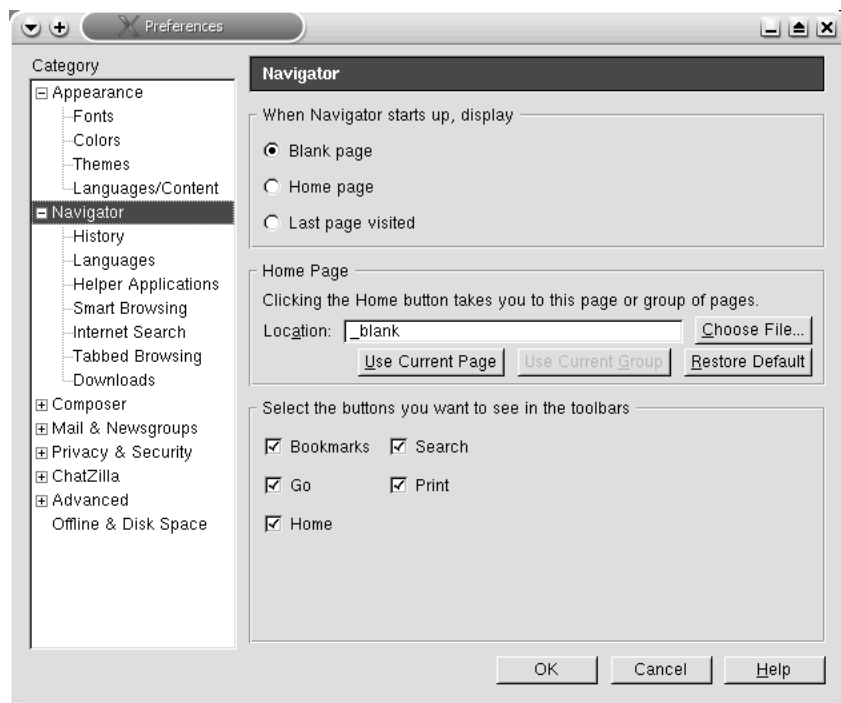 Preferences
Category
Appearance
Fonts
Colors
Themes
Languages/Content
Navigator
History
Languages
Helper Applications
Smart Browsing
Internet Search
Tabbed Browsing
Downloads
Composer
Mail & Newsgroups
Privacy & Security
ChatZilla
Advanced
Offline & Disk Space
Navigator
When Navigator starts up, display
Blank page
Home page
Last page visited
Home Page
Clicking the Home button takes you to this page or group of pages.
Location: _blank Choose File...
Use Current Page Use Current Group Restore Default
Select the buttons you want to see in the toolbars
Bookmarks Search
Go Print
Home
OK Cancel Help